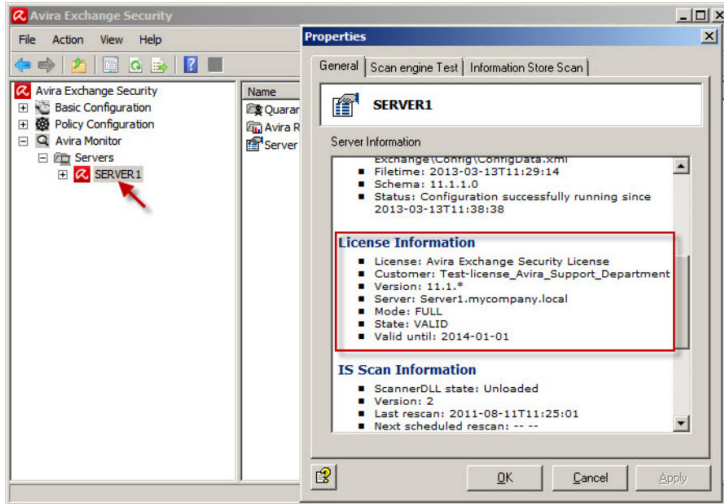 Avira Exchange Security
File Action View Help
Avira Exchange Security
Basic Configuration
Policy Configuration
Avira Monitor
Servers
SERVER1
Name
Quarar
Avira R
Server
Properties
General Scan engine Test Information Store Scan
SERVER1
Server Information
Exchange\Config\ConfigData.xml
Filetime: 2013-03-13T11:29:14
Schema: 11.1.1.0
Status: Configuration successfully running since
2013-03-13T11:38:38
License Information
License: Avira Exchange Security License
Customer: Test-license_Avira_Support_Department
Version: 11.1.*
Server: Server1.mycompany.local
Mode: FULL
State: VALID
Valid until: 2014-01-01
IS Scan Information
ScannerDLL state: Unloaded
Version: 2
Last rescan: 2011-08-11T11:25:01
Next scheduled rescan: -- --
OK Cancel Apply